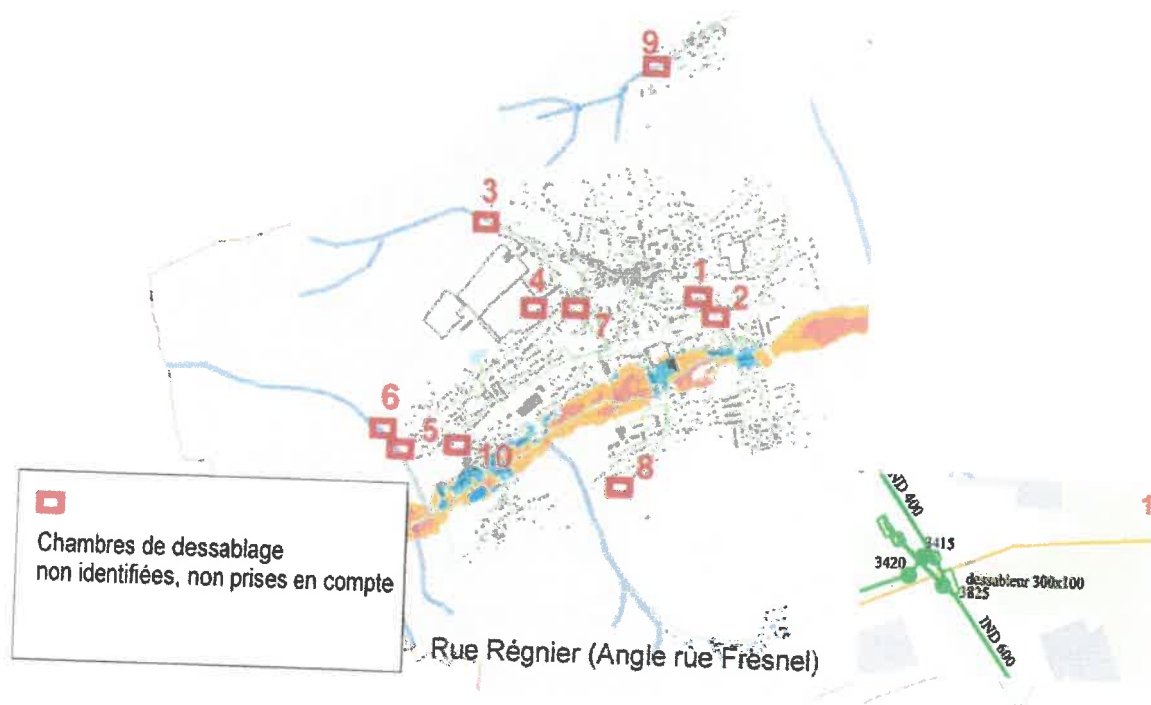 9
3
4
7
1
2
6
5
10
8
Chambres de dessablage
non identifiées, non prises en compte
Rue Régnier (Angle rue Fresnel)
IND 400
3415
3420
dessableur 300x100
3825
IND 600
1